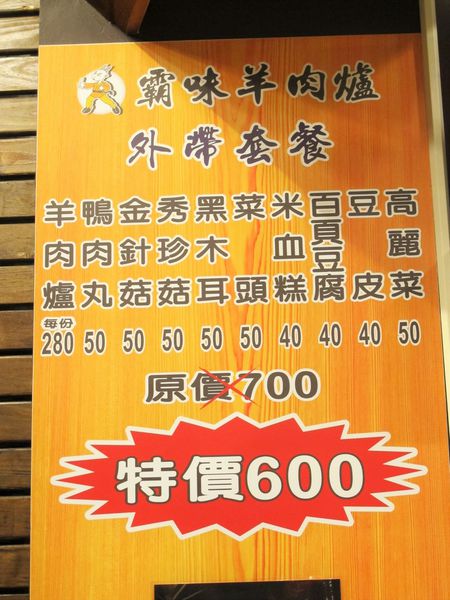 霸味羊肉爐
外帶套餐
羊肉爐
每份
280
鴨肉丸
50
金針菇
50
秀珍菇
50
黑木耳
50
菜頭
50
米血糕
40
百頁豆腐
40
豆皮
40
高麗菜
50
原價700
特價600